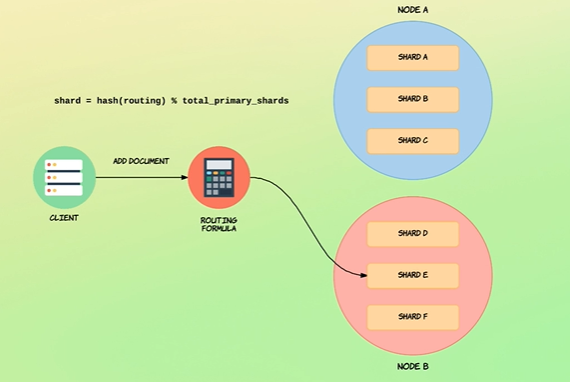 NODE A
SHARD A
SHARD B
SHARD C
shard = hash(routing) % total_primary_shards
ADD DOCUMENT
CLIENT
ROUTING
FORMULA
SHARD D
SHARD E
SHARD F
NODE B